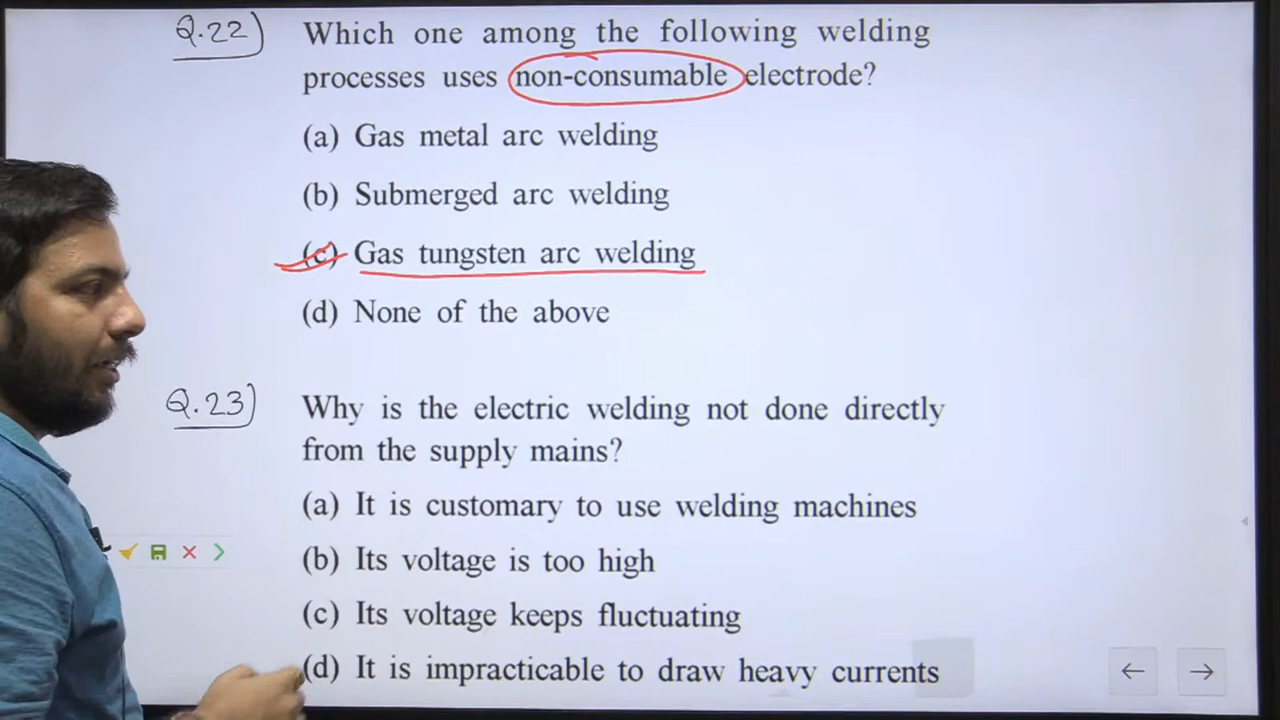 Q.22)
Which one among the following welding
processes uses non-consumable electrode?
(a) Gas metal arc welding
(b) Submerged arc welding
(c) Gas tungsten arc welding
(d) None of the above
Q.23)
Why is the electric welding not done directly
from the supply mains?
(a) It is customary to use welding machines
(b) Its voltage is too high
(c) Its voltage keeps fluctuating
(d) It is impracticable to draw heavy currents